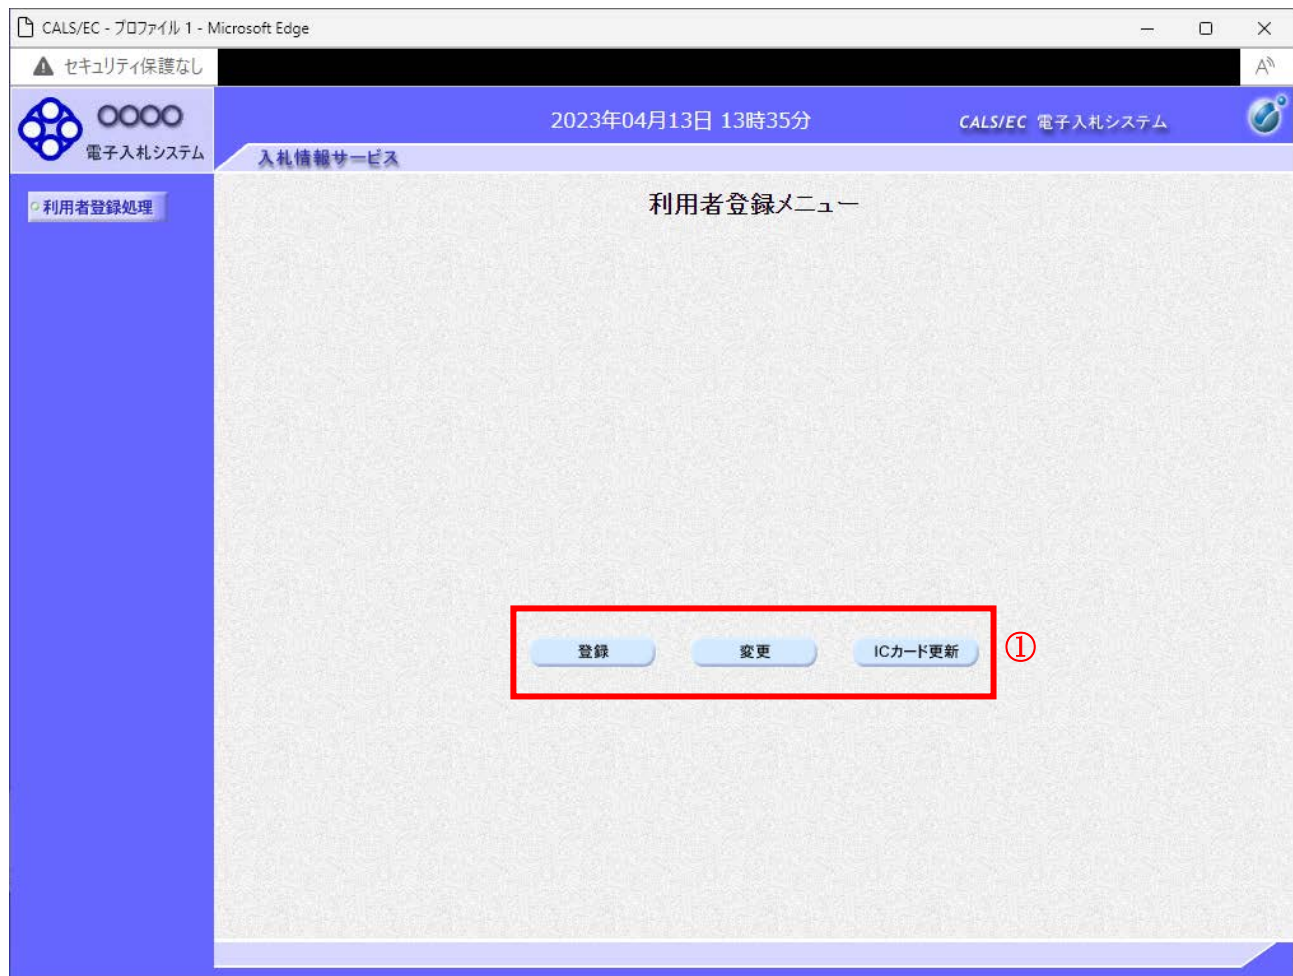 CALS/EC - プロファイル 1 - Microsoft Edge
セキュリティ保護なし
A
○○○○
電子入札システム
2023年04月13日 13時35分
CALS/EC 電子入札システム
入札情報サービス
利用者登録処理
利用者登録メニュー
登録 変更 ICカード更新 ①